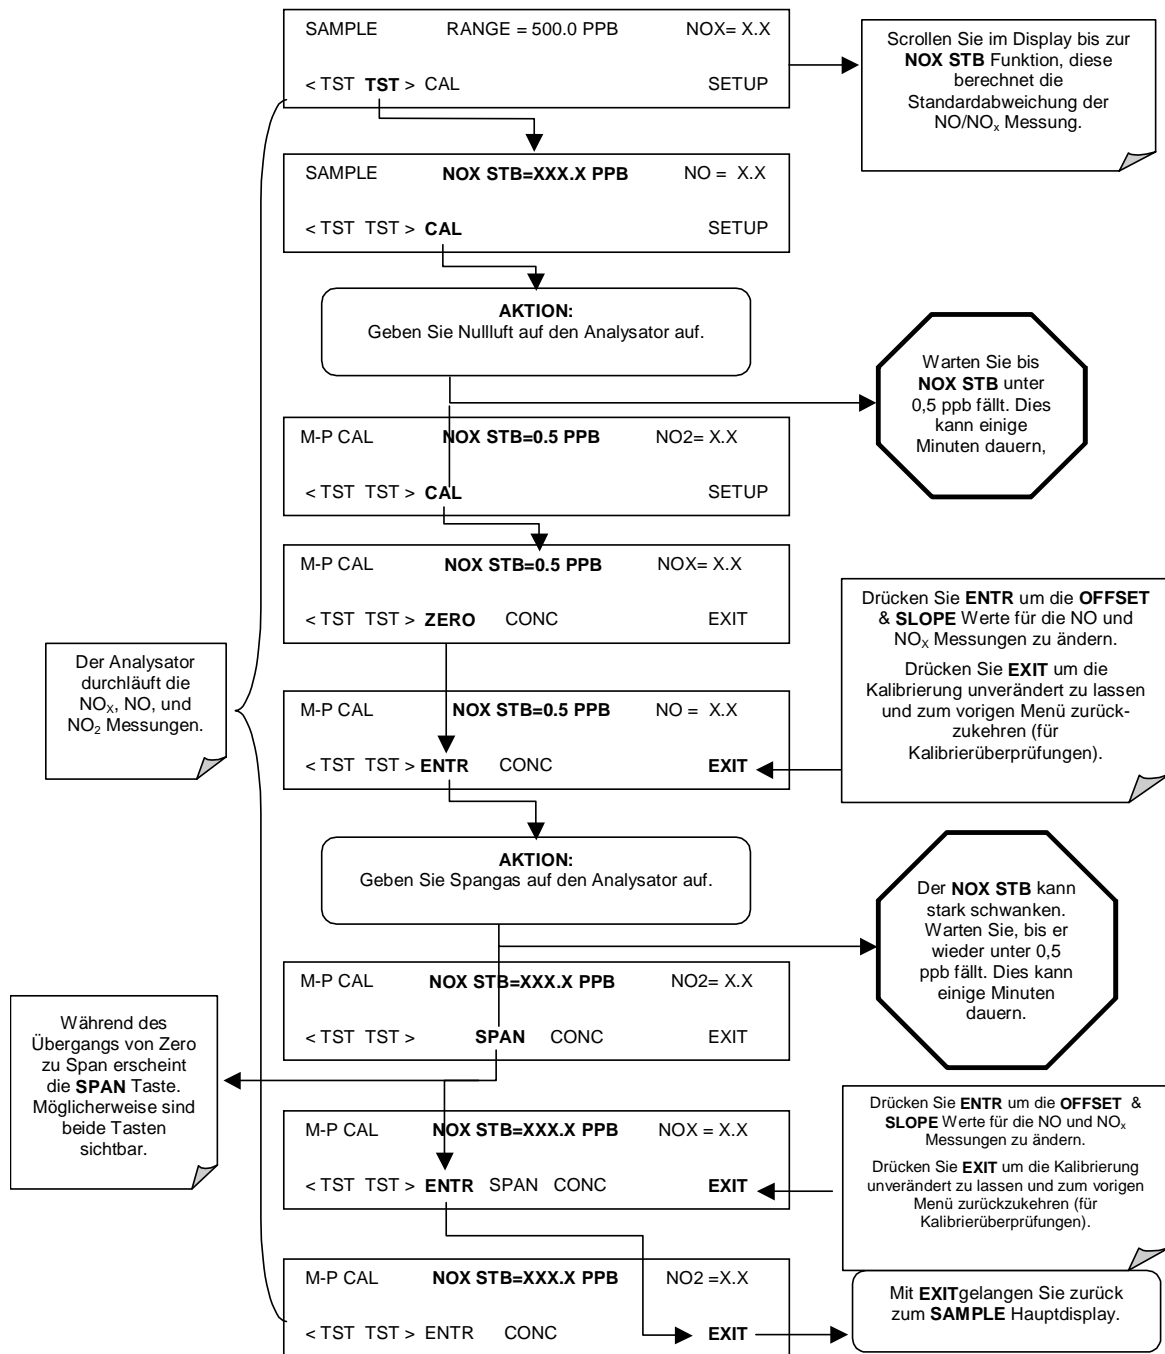 SAMPLE RANGE = 500.0 PPB NOX= X.X
< TST TST > CAL SETUP
Scrollen Sie im Display bis zur
NOX STB Funktion, diese
berechnet die
Standardabweichung der
NO/NOx Messung.
SAMPLE NOX STB=XXX.X PPB NO = X.X
< TST TST > CAL SETUP
AKTION:
Geben Sie Nullluft auf den Analysator auf.
Warten Sie bis
NOX STB unter
0,5 ppb fällt. Dies
kann einige
Minuten dauern,
M-P CAL NOX STB=0.5 PPB NO2= X.X
< TST TST > CAL SETUP
M-P CAL NOX STB=0.5 PPB NOX= X.X
< TST TST > ZERO CONC EXIT
Drücken Sie ENTR um die OFFSET
& SLOPE Werte für die NO und
NOX Messungen zu ändern.
Drücken Sie EXIT um die
Kalibrierung unverändert zu lassen
und zum vorigen Menü zurück-
zukehren (für
Kalibrierüberprüfungen).
Der Analysator
durchläuft die
NOX, NO, und
NO2 Messungen.
M-P CAL NOX STB=0.5 PPB NO = X.X
< TST TST > ENTR CONC EXIT
AKTION:
Geben Sie Spangas auf den Analysator auf.
Der NOX STB kann
stark schwanken.
Warten Sie, bis er
wieder unter 0,5
ppb fällt. Dies kann
einige Minuten
dauern.
M-P CAL NOX STB=XXX.X PPB NO2= X.X
< TST TST > SPAN CONC EXIT
Während des
Übergangs von Zero
zu Span erscheint
die SPAN Taste.
Möglicherweise sind
beide Tasten
sichtbar.
M-P CAL NOX STB=XXX.X PPB NOX = X.X
< TST TST > ENTR SPAN CONC EXIT
Drücken Sie ENTR um die OFFSET &
SLOPE Werte für die NO und NOx
Messungen zu ändern.
Drücken Sie EXIT um die Kalibrierung
unverändert zu lassen und zum vorigen
Menü zurückzukehren (für
Kalibrierüberprüfungen).
M-P CAL NOX STB=XXX.X PPB NO2 =X.X
< TST TST > ENTR CONC EXIT
Mit EXITgelangen Sie zurück
zum SAMPLE Hauptdisplay.